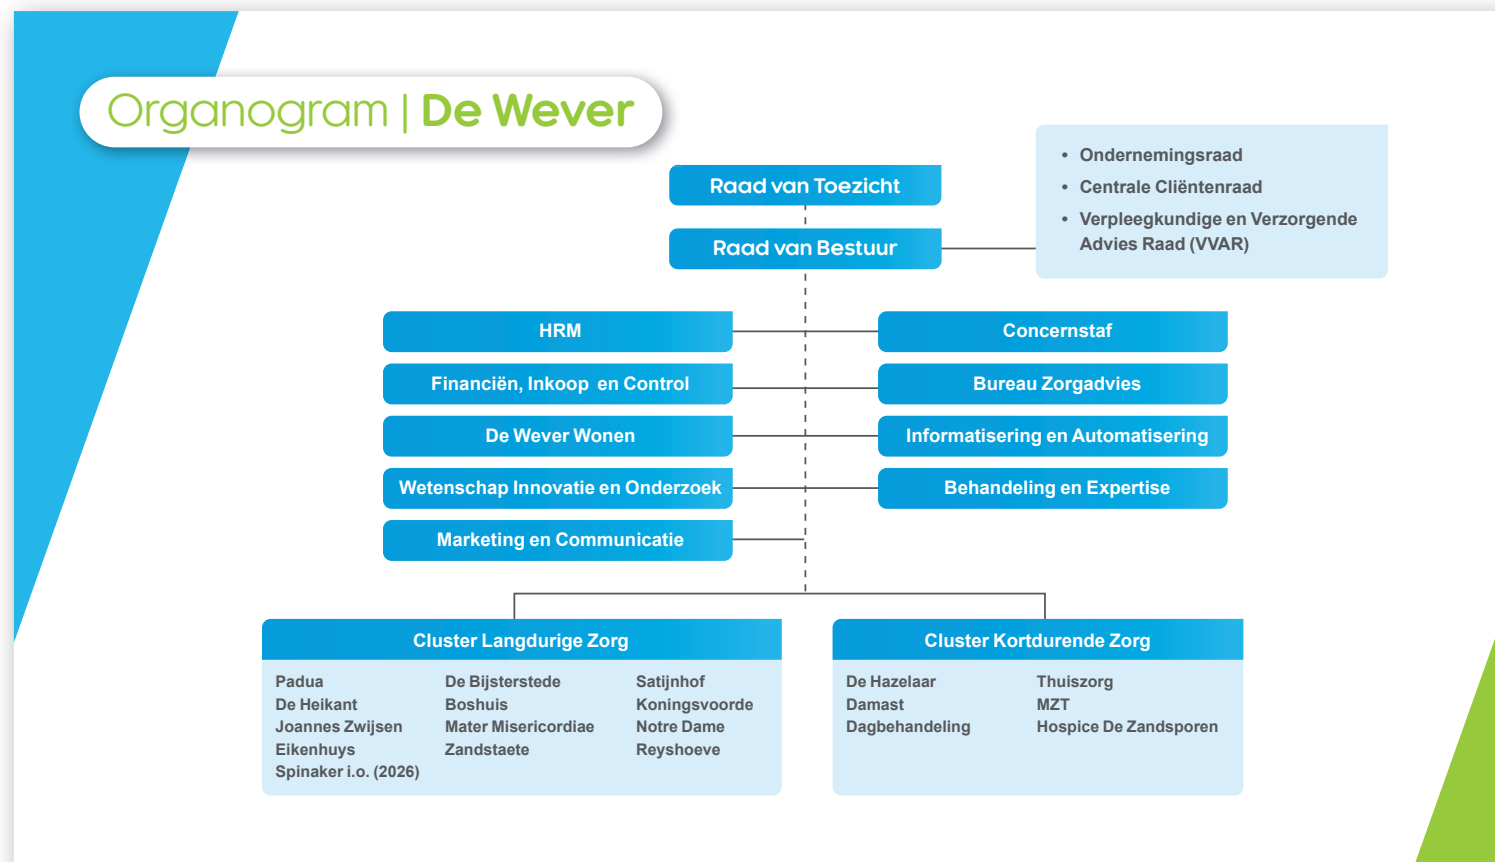 Organogram | De Wever
Raad van Toezicht
Raad van Bestuur
• Ondernemingsraad
• Centrale Cliëntenraad
• Verpleegkundige en Verzorgende
Advies Raad (VVAR)
HRM
Concernstaf
Financiën, Inkoop en Control
Bureau Zorgadvies
De Wever Wonen
Informatisering en Automatisering
Wetenschap Innovatie en Onderzoek
Behandeling en Expertise
Marketing en Communicatie
Cluster Langdurige Zorg
Padua
De Heikant
Joannes Zwijsen
Eikenhuys
Spinaker i.o. (2026)
De Bijsterstede
Boshuis
Mater Misericordiae
Zandstaete
Satijnhof
Koningsvoorde
Notre Dame
Reyshoeve
Cluster Kortdurende Zorg
De Hazelaar
Damast
Dagbehandeling
Thuiszorg
MZT
Hospice De Zandsporen